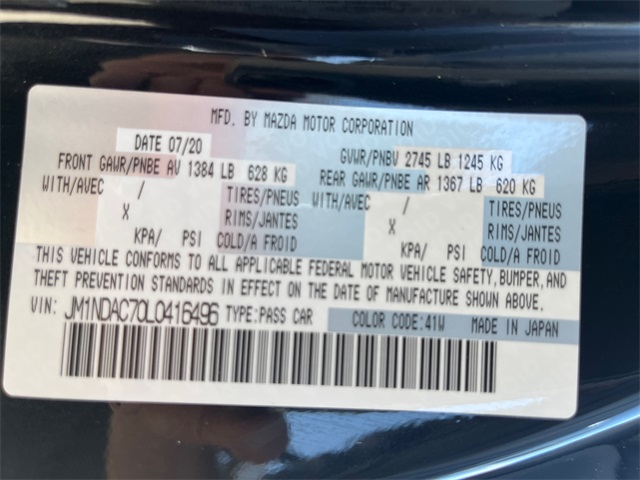 MFD. BY MAZDA MOTOR CORPORATION
DATE 07/20 GVWR/PNBV 2745 LB 1245 KG
FRONT GAWR/PNBE AV 1384 LB 628 KG REAR GAWR/PNBE AR 1367 LB 620 KG
WITH/AVEC / TIRES/PNEUS WITH/AVEC / TIRES/PNEUS
X RIMS/JANTES X RIMS/JANTES
KPA/ PSI COLD/A FROID KPA/ PSI COLD/A FROID
THIS VEHICLE CONFORMS TO ALL APPLICABLE FEDERAL MOTOR VEHICLE SAFETY, BUMPER, AND
THEFT PREVENTION STANDARDS IN EFFECT ON THE DATE OF MANUFACTURE SHOWN ABOVE.
VIN: JM1NDAC70L0416496 TYPE:PASS CAR COLOR CODE:41W MADE IN JAPAN